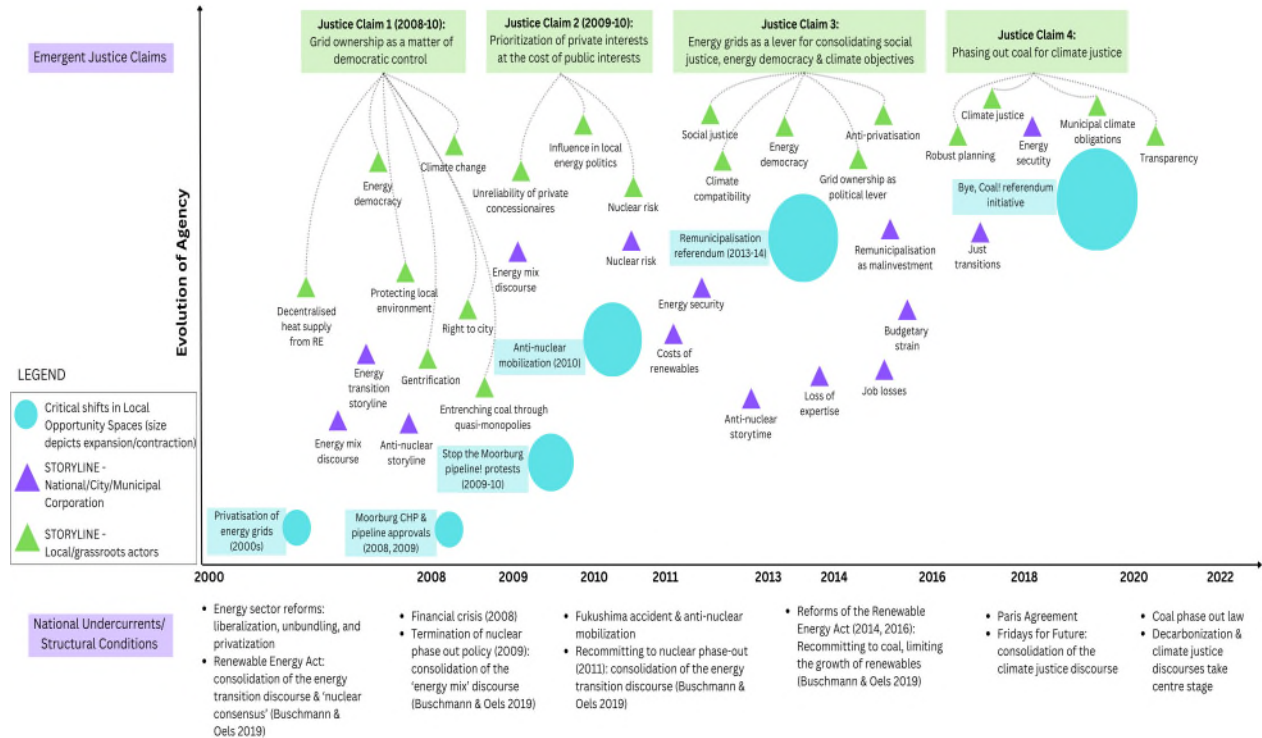 Emergent Justice Claims
Justice Claim 1 (2008-10):
Grid ownership as a matter of
democratic control
Justice Claim 2 (2009-10):
Prioritization of private interests
at the cost of public interests
Justice Claim 3:
Energy grids as a lever for consolidating social
justice, energy democracy & climate objectives
Justice Claim 4:
Phasing out coal for climate justice
Evolution of Agency
Climate change
Energy
democracy
Decentralised
heat supply
from RE
Protecting local
environment
Right to city
Gentrification
Entrenching coal through
quasi-monopolies
Energy
transition
storyline
Energy mix
discourse
Anti-nuclear
storyline
Influence in local
energy politics
Unreliability of private
concessionaires
Nuclear risk
Energy mix
discourse
Nuclear risk
Anti-nuclear
mobilization (2010)
Stop the Moorburg
pipeline! protests
(2009-10)
Privatisation of
energy grids
(2000s)
Moorburg CHP &
pipeline approvals
(2008, 2009)
Social justice
Climate
compatibility
Energy
democracy
Anti-privatisation
Grid ownership as
political lever
Remunicipalisation
referendum (2013-14)
Remunicipalisation
as malinvestment
Energy security
Costs of
renewables
Budgetary
strain
Job losses
Loss of
expertise
Anti-nuclear
storytime
Climate justice
Robust planning
Energy
secutity
Municipal climate
obligations
Transparency
Bye, Coal! referendum
initiative
Just
transitions
LEGEND
Critical shifts in Local
Opportunity Spaces (size
depicts expansion/contraction)
STORYLINE -
National/City/Municipal
Corporation
STORYLINE -
Local/grassroots actors
2000
2008
2009
2010
2011
2013
2014
2016
2018
2020
2022
National Undercurrents/
Structural Conditions
• Energy sector reforms:
liberalization, unbundling, and
privatization
• Renewable Energy Act:
consolidation of the energy
transition discourse & ‘nuclear
consensus’ (Buschmann &
Oels 2019)
• Financial crisis (2008)
• Termination of nuclear
phase out policy (2009):
consolidation of the
‘energy mix’ discourse
(Buschmann & Oels 2019)
• Fukushima accident & anti-nuclear
mobilization
• Recommitting to nuclear phase-out
(2011): consolidation of the energy
transition discourse (Buschmann &
Oels 2019)
• Reforms of the Renewable
Energy Act (2014, 2016):
Recommitting to coal, limiting
the growth of renewables
(Buschmann & Oels 2019)
• Paris Agreement
• Fridays for Future:
consolidation of the
climate justice discourse
• Coal phase out law
• Decarbonization &
climate justice
discourses take
centre stage